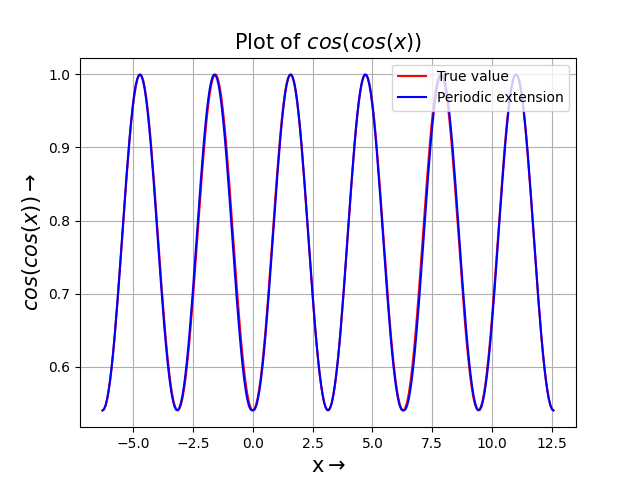 Plot of cos(cos(x))
True value
Periodic extension
cos(cos(x)) →
1.0
0.9
0.8
0.7
0.6
−5.0 −2.5 0.0 2.5 5.0 7.5 10.0 12.5
x →